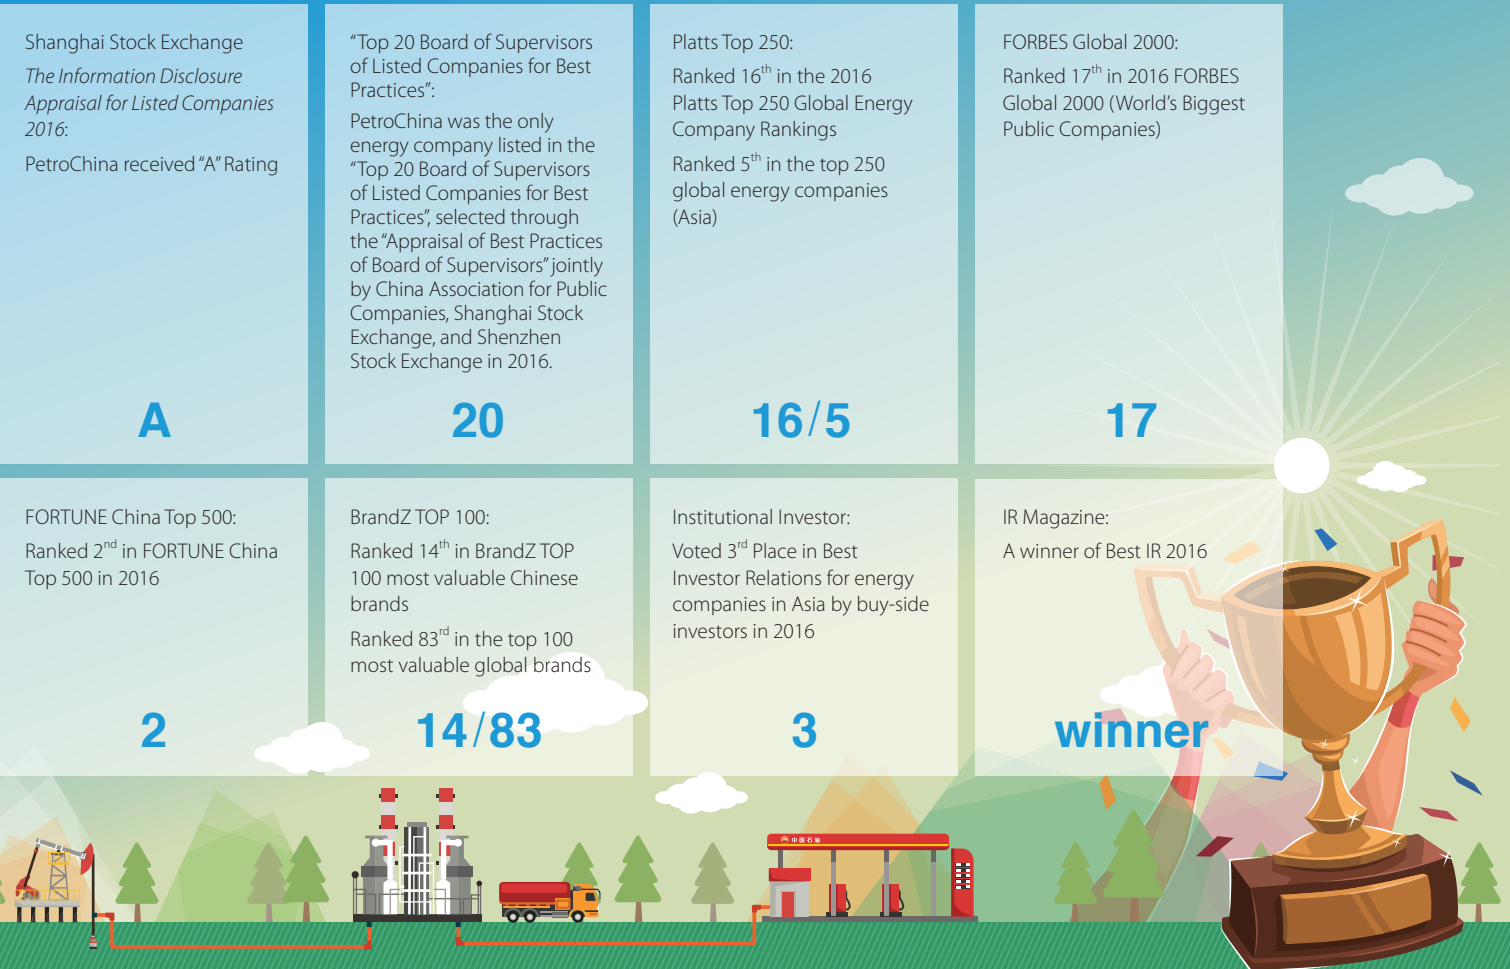 Shanghai Stock Exchange
The Information Disclosure
Appraisal for Listed Companies
2016:
PetroChina received “A” Rating
A
“Top 20 Board of Supervisors
of Listed Companies for Best
Practices”:
PetroChina was the only
energy company listed in the
“Top 20 Board of Supervisors
of Listed Companies for Best
Practices”, selected through
the “Appraisal of Best Practices
of Board of Supervisors” jointly
by China Association for Public
Companies, Shanghai Stock
Exchange, and Shenzhen
Stock Exchange in 2016.
20
Platts Top 250:
Ranked 16th in the 2016
Platts Top 250 Global Energy
Company Rankings
Ranked 5th in the top 250
global energy companies
(Asia)
16/5
FORBES Global 2000:
Ranked 17th in 2016 FORBES
Global 2000 (World’s Biggest
Public Companies)
17
FORTUNE China Top 500:
Ranked 2nd in FORTUNE China
Top 500 in 2016
2
BrandZ TOP 100:
Ranked 14th in BrandZ TOP
100 most valuable Chinese
brands
Ranked 83rd in the top 100
most valuable global brands
14/83
Institutional Investor:
Voted 3rd Place in Best
Investor Relations for energy
companies in Asia by buy-side
investors in 2016
3
IR Magazine:
A winner of Best IR 2016
winner
中国石油